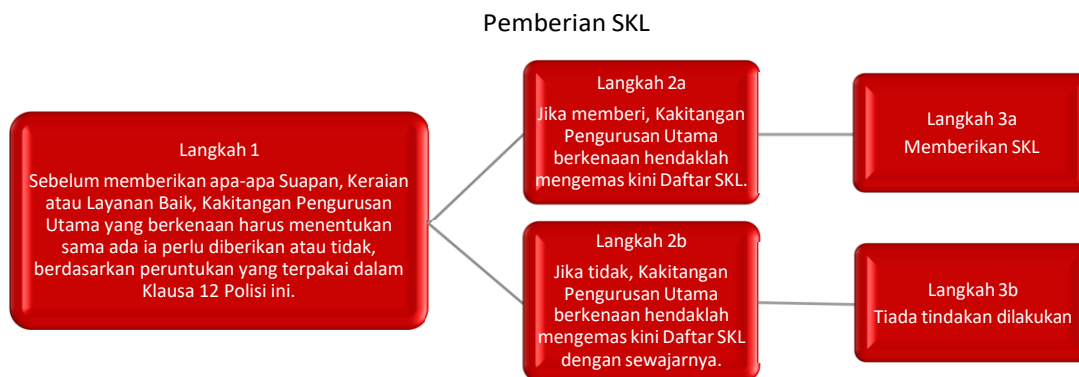 Pemberian SKL
Langkah 1
Sebelum memberikan apa-apa Suapan, Keraian
atau Layanan Baik, Kakitangan Pengurusan
Utama yang berkenaan harus menentukan
sama ada ia perlu diberikan atau tidak,
berdasarkan peruntukan yang terpakai dalam
Klausa 12 Polisi ini.
Langkah 2a
Jika memberi, Kakitangan
Pengurusan Utama
berkenaan hendaklah
mengemas kini Daftar SKL.
Langkah 3a
Memberikan SKL
Langkah 2b
Jika tidak, Kakitangan
Pengurusan Utama
berkenaan hendaklah
mengemas kini Daftar SKL
dengan sewajarnya.
Langkah 3b
Tiada tindakan dilakukan